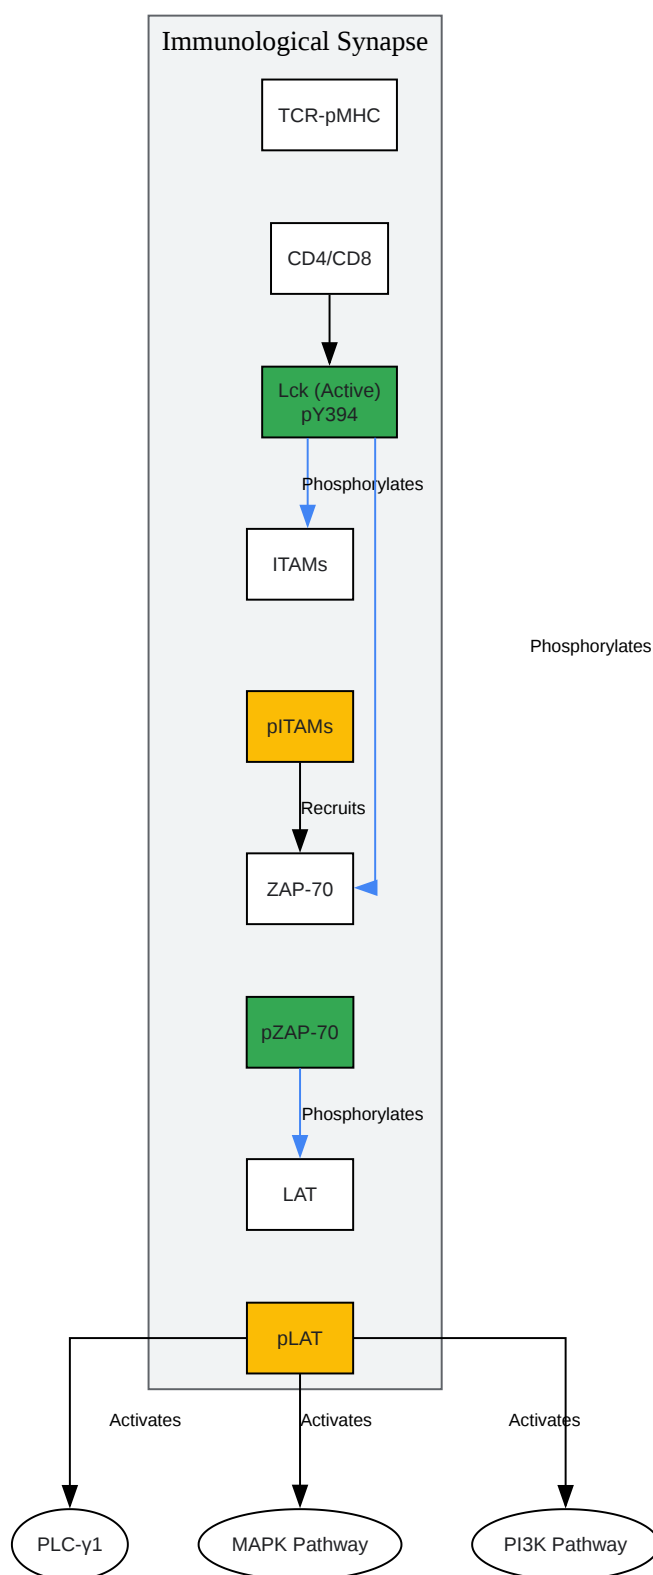 Immunological Synapse
TCR-pMHC
CD4/CD8
Lck (Active)
pY394
Phosphorylates
ITAMs
Phosphorylates
pITAMs
Recruits
ZAP-70
pZAP-70
Phosphorylates
LAT
pLAT
Activates
Activates
Activates
PLC-γ1
MAPK Pathway
PI3K Pathway